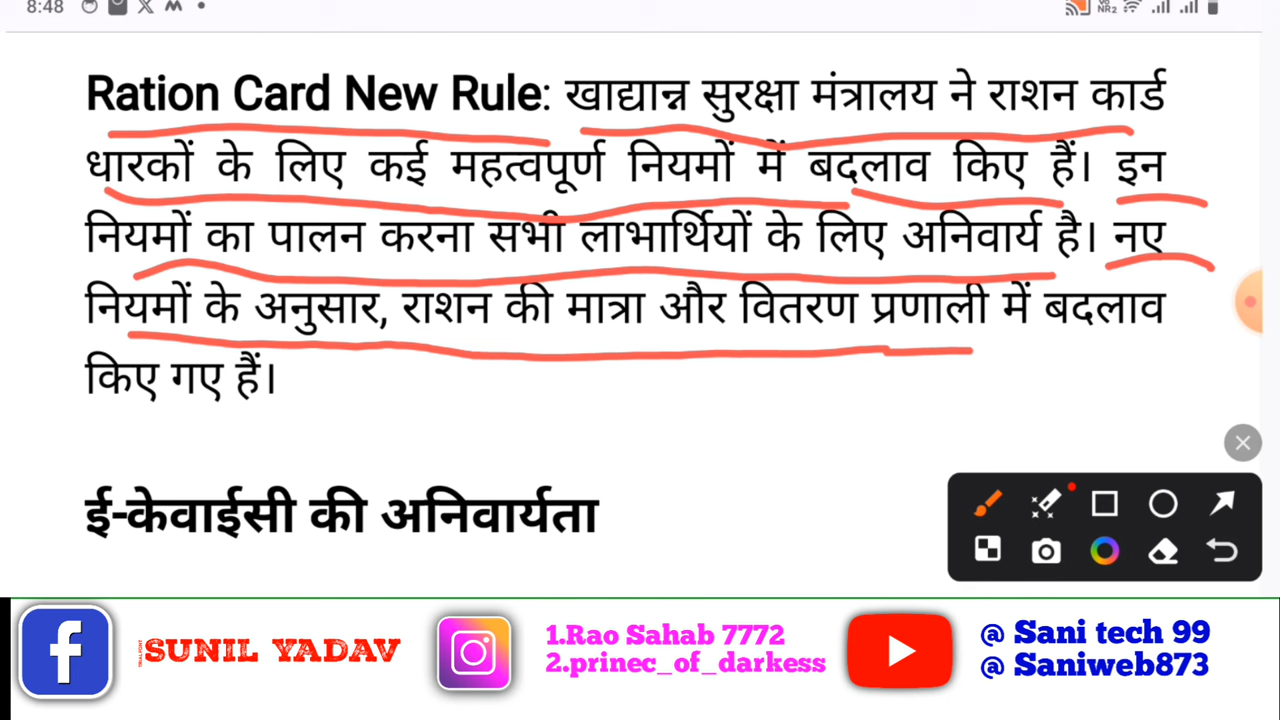 8:48
VO
NR2
Ration Card New Rule: खाद्यान्न सुरक्षा मंत्रालय ने राशन कार्ड
धारकों के लिए कई महत्वपूर्ण नियमों में बदलाव किए हैं। इन
नियमों का पालन करना सभी लाभार्थियों के लिए अनिवार्य है। नए
नियमों के अनुसार, राशन की मात्रा और वितरण प्रणाली में बदलाव
किए गए हैं।
ई-केवाईसी की अनिवार्यता
SUNIL YADAV
1.Rao Sahab 7772
2.prinec_of_darkess
@ Sani tech 99
@ Saniweb873